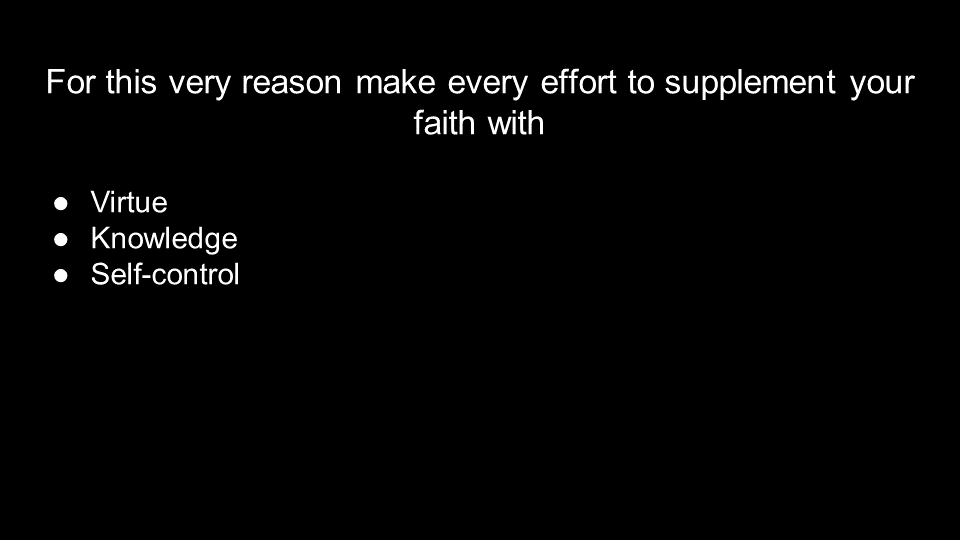 For this very reason make every effort to supplement your
faith with
● Virtue
● Knowledge
● Self-control